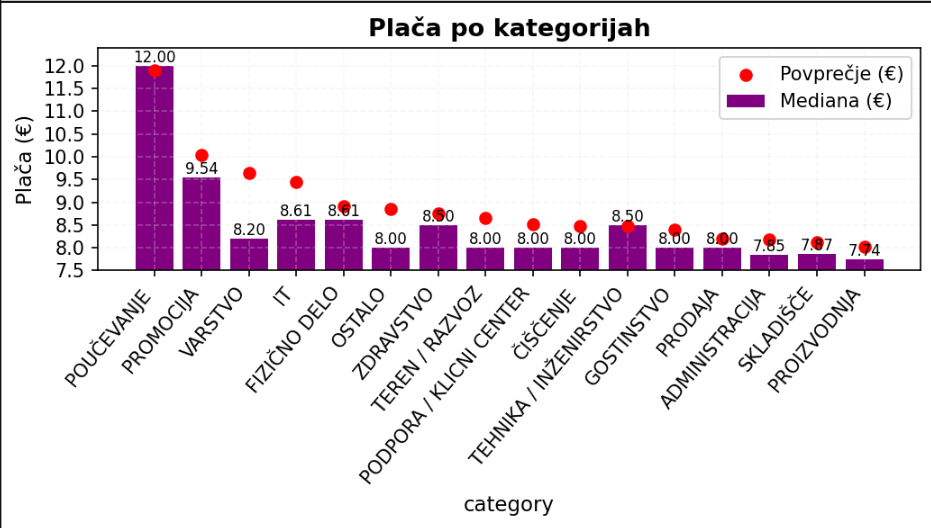 Plača po kategorijah
Plača (€)
12.0
11.5
11.0
10.5
10.0
9.5
9.0
8.5
8.0
7.5
Povprečje (€)
Mediana (€)
12.00
9.54
8.20
8.61
8.61
8.00
8.50
8.00
8.00
8.00
8.50
8.00
8.00
7.85
7.87
7.74
POUČEVANJE
PROMOCIJA
VARSTVO
IT
FIZIČNO DELO
OSTALO
ZDRAVSTVO
TEREN / RAZVOZ
PODPORA / KLICNI CENTER
ČIŠČENJE
TEHNIKA / INŽENIRSTVO
GOSTINSTVO
PRODAJA
ADMINISTRACIJA
SKLADIŠČE
PROIZVODNJA
category